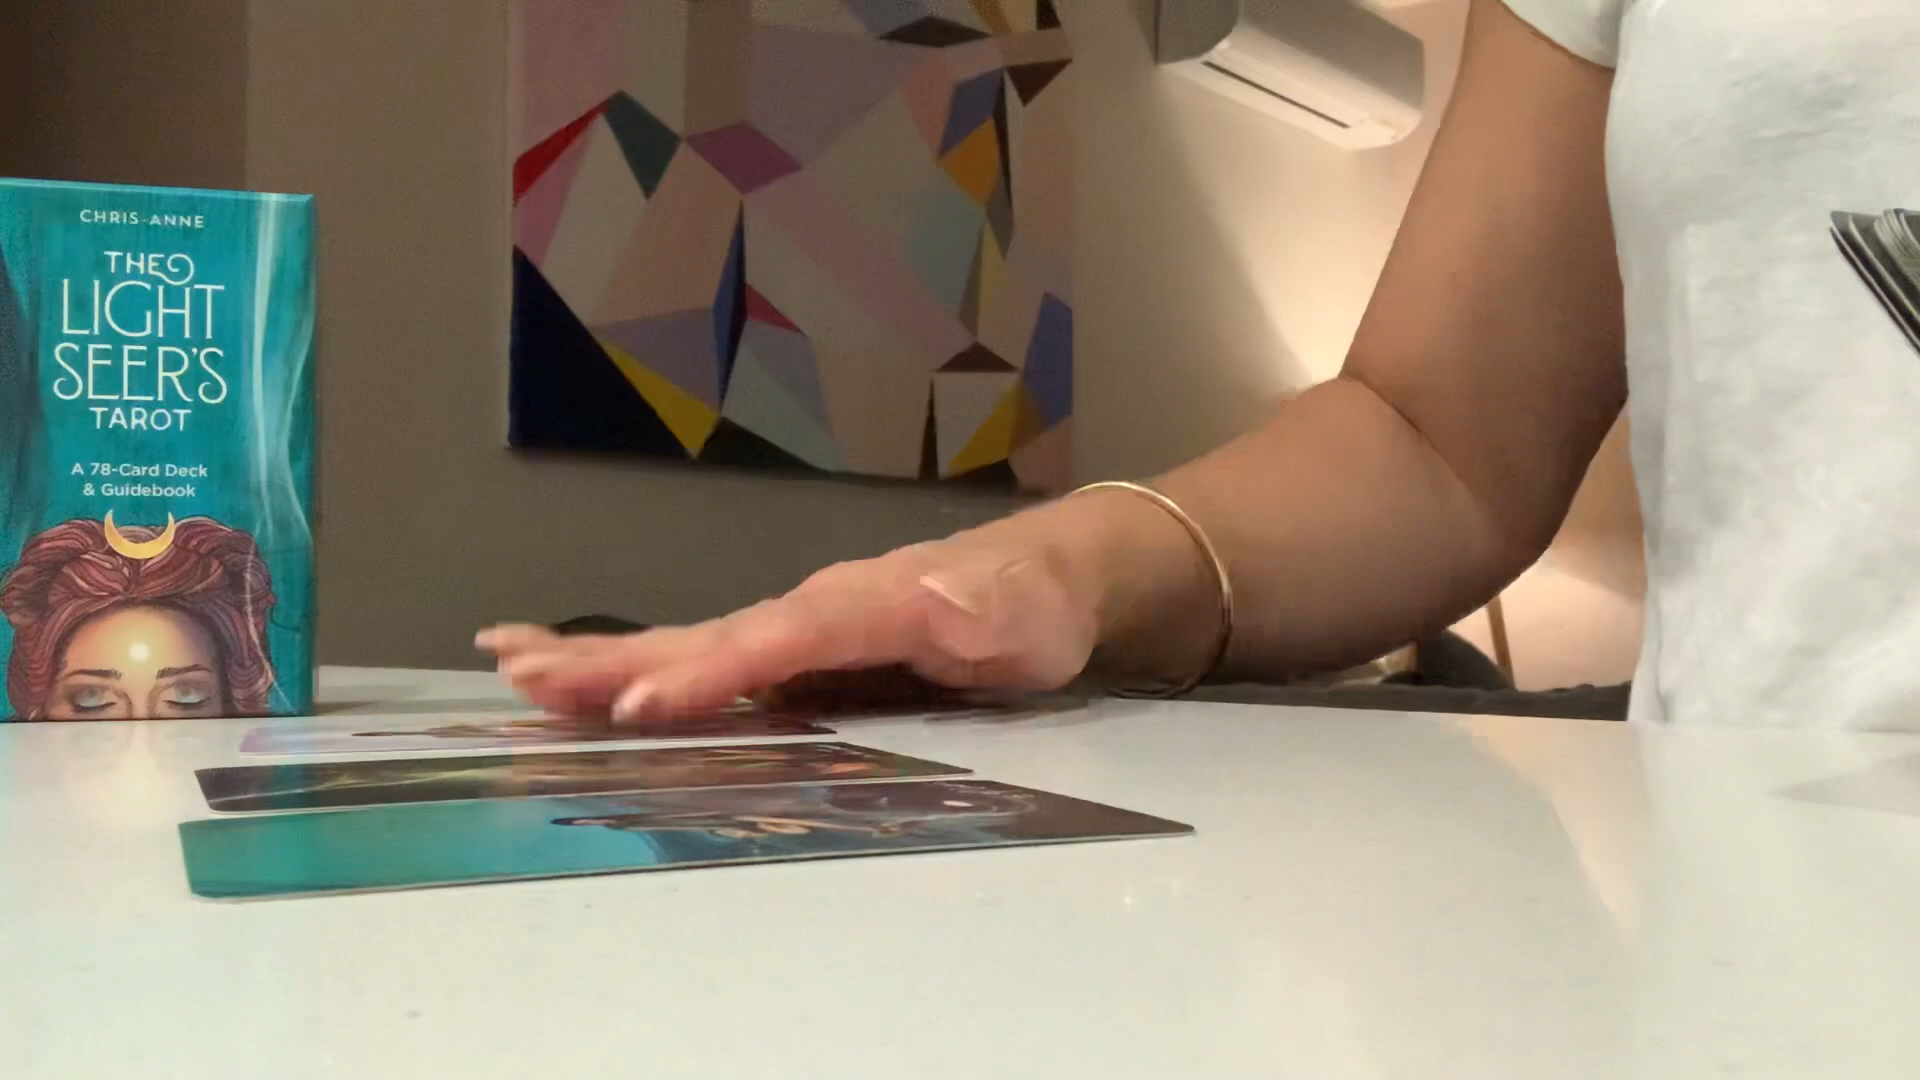 CHRIS-ANNE
THE
LIGHT
SEER'S
TAROT
A 78-Card Deck
& Guidebook